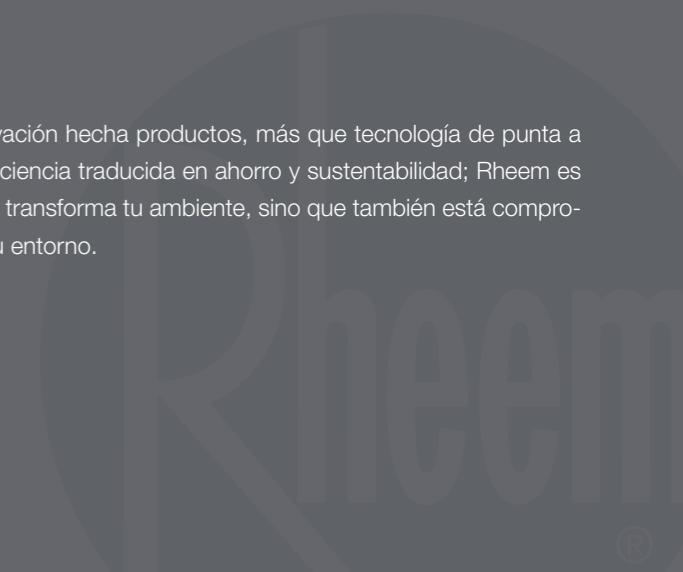 vación hecha productos, más que tecnología de punta a
ciencia traducida en ahorro y sustentabilidad; Rheem es
transforma tu ambiente, sino que también está compro-
u entorno.
Rheem
®